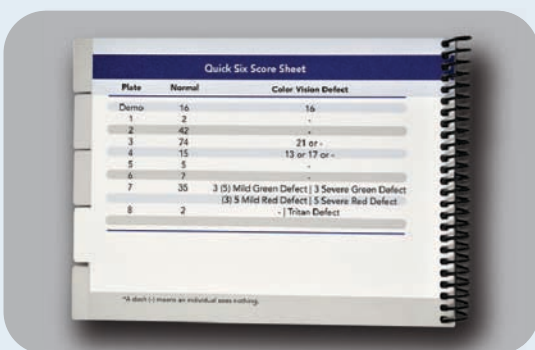 Quick Six Score Sheet
Plate Normal Color Vision Defect
Demo 16 16
1 2 -
2 42 -
3 74 21 or -
4 15 13 or 17 or -
5 5 -
6 7 -
7 35 3 (5) Mild Green Defect | 3 Severe Green Defect
(3) 5 Mild Red Defect | 5 Severe Red Defect
8 2 - | Tritan Defect
*A dash (-) means an individual sees nothing.